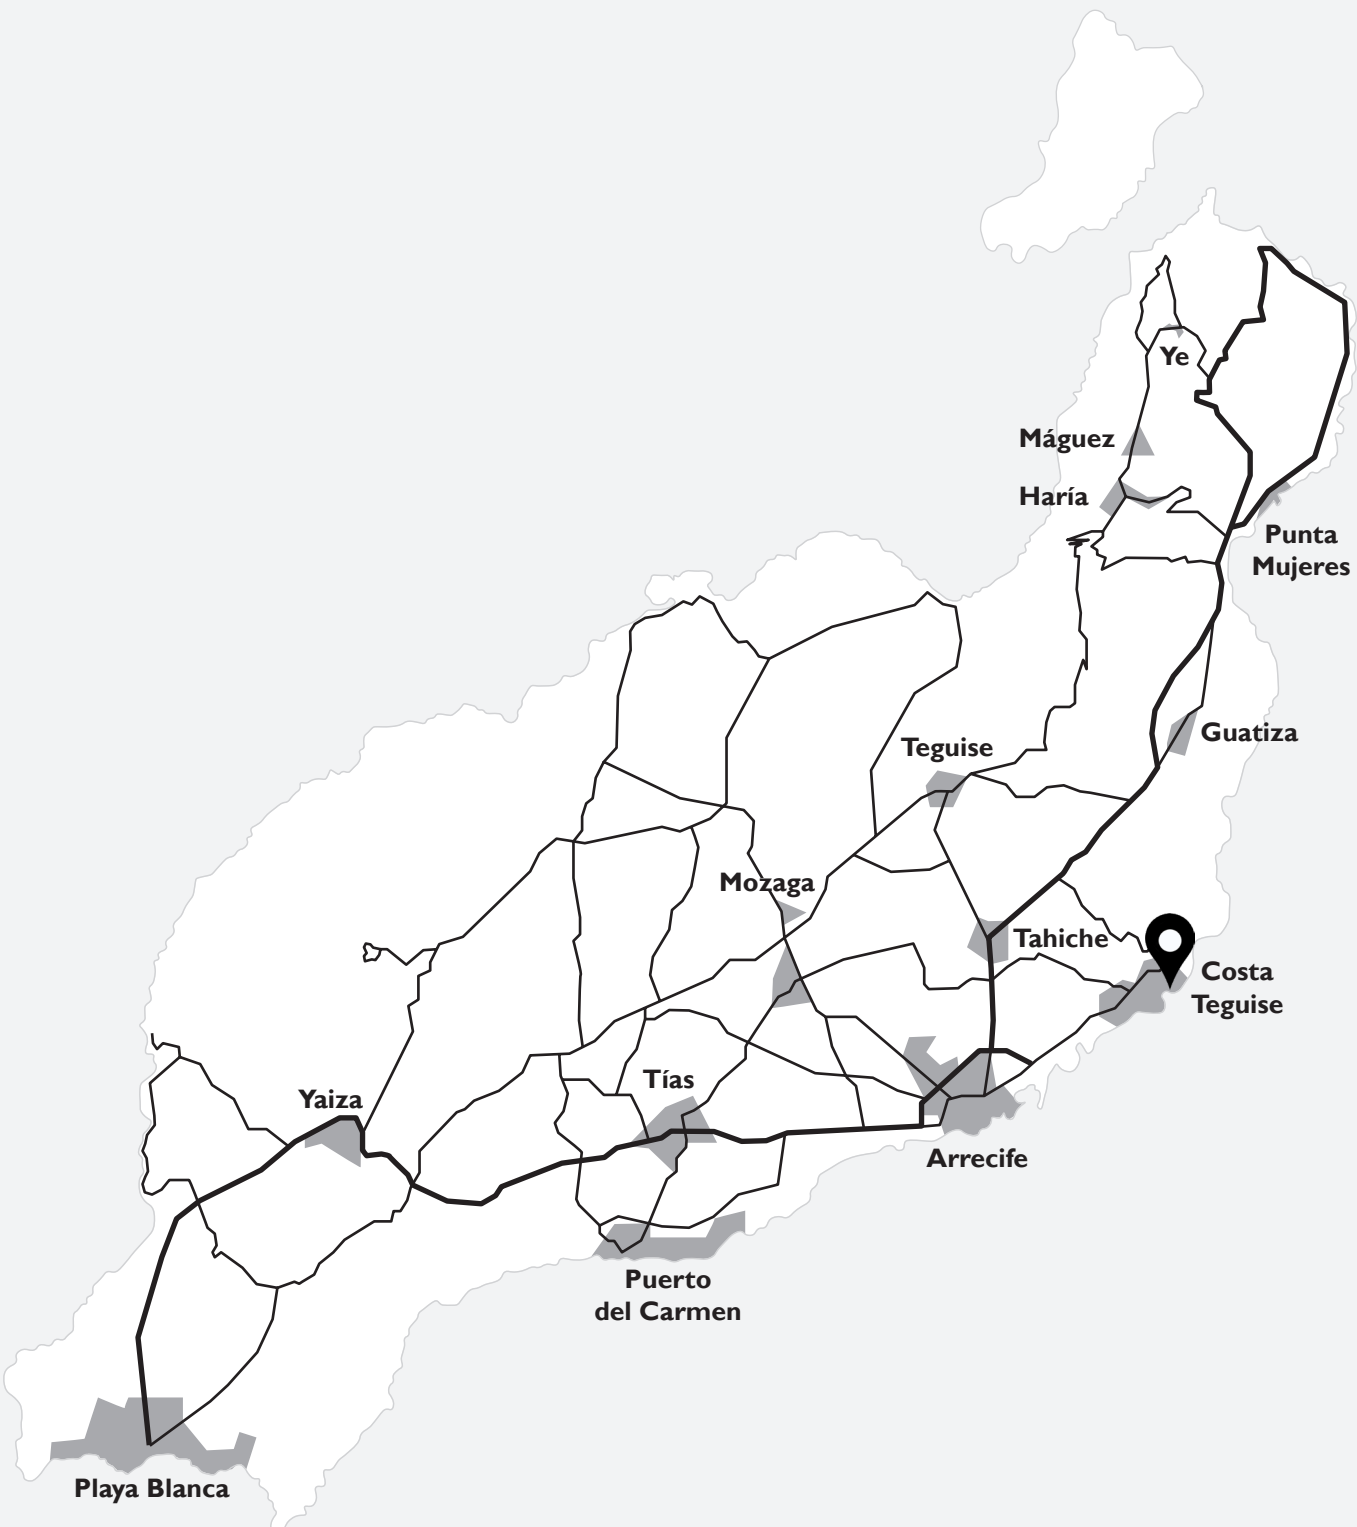 Ye
Máguez
Haría
Punta
Mujeres
Guatiza
Teguise
Mozaga
Tahiche
Costa
Teguise
Tías
Yaiza
Arrecife
Puerto
del Carmen
Playa Blanca